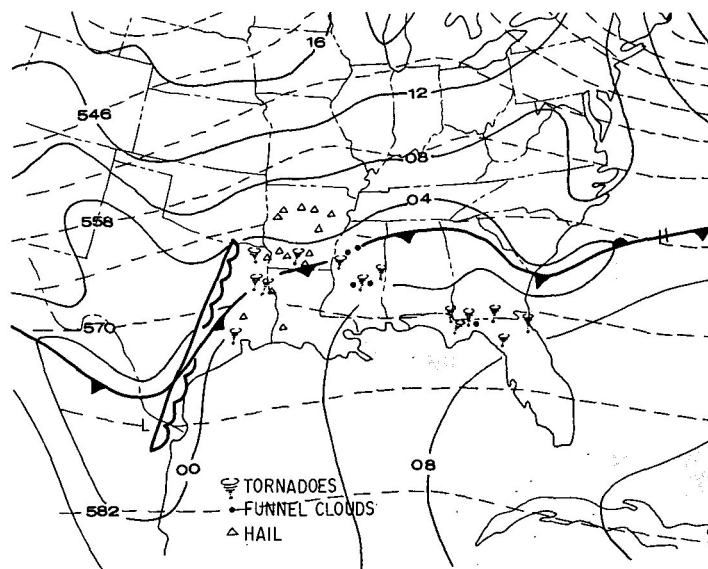 16
546
12
08
558
04
L
570
L
00
08
582
TORNADOES
FUNNEL CLOUDS
HAIL